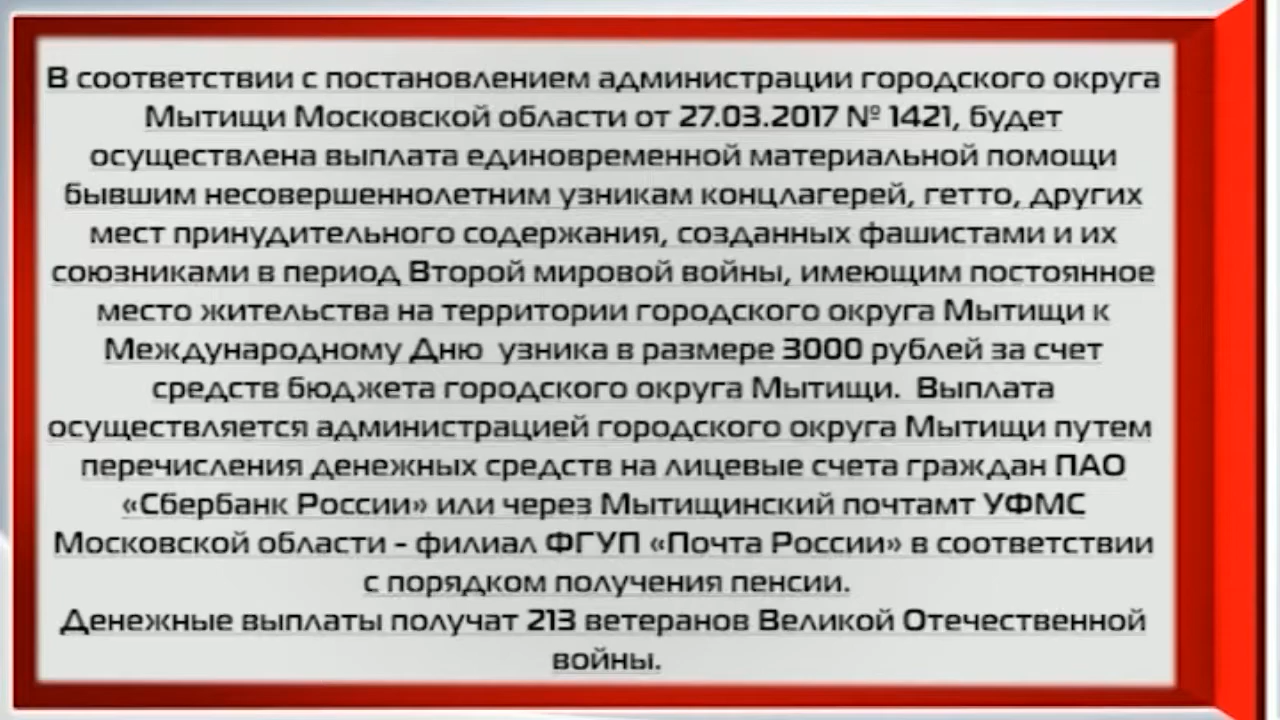 В соответствии с постановлением администрации городского округа
Мытищи Московской области от 27.03.2017 № 1421, будет
осуществлена выплата единовременной материальной помощи
бывшим несовершеннолетним узникам концлагерей, гетто, других
мест принудительного содержания, созданных фашистами и их
союзниками в период Второй мировой войны, имеющим постоянное
место жительства на территории городского округа Мытищи к
Международному Дню узника в размере 3000 рублей за счет
средств бюджета городского округа Мытищи. Выплата
осуществляется администрацией городского округа Мытищи путем
перечисления денежных средств на лицевые счета граждан ПАО
«Сбербанк России» или через Мытищинский почтамт УФМС
Московской области - филиал ФГУП «Почта России» в соответствии
с порядком получения пенсии.
Денежные выплаты получат 213 ветеранов Великой Отечественной
войны.